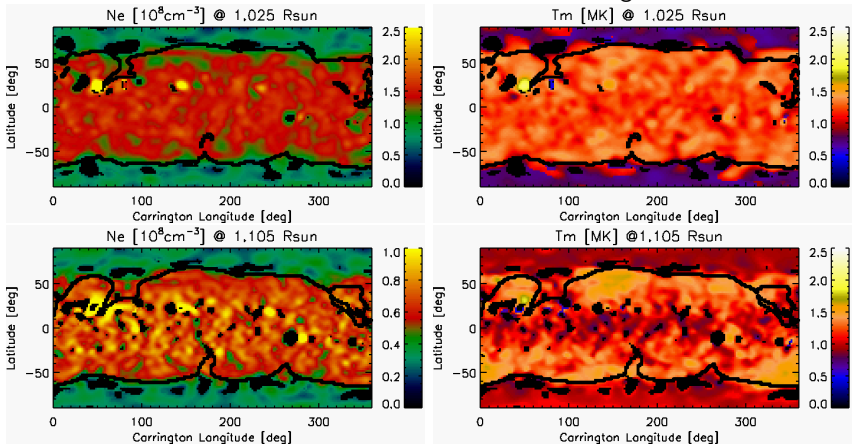 Ne [10⁸cm⁻³] @ 1.025 Rsun
Tm [MK] @ 1.025 Rsun
Latitude [deg]
50
0
-50
0 100 200 300
Carrington Longitude [deg]
2.5
2.0
1.5
1.0
0.5
0.0
Latitude [deg]
50
0
-50
0 100 200 300
Carrington Longitude [deg]
2.5
2.0
1.5
1.0
0.5
0.0
Ne [10⁸cm⁻³] @ 1.105 Rsun
Tm [MK] @1.105 Rsun
Latitude [deg]
50
0
-50
0 100 200 300
Carrington Longitude [deg]
1.0
0.8
0.6
0.4
0.2
0.0
Latitude [deg]
50
0
-50
0 100 200 300
Carrington Longitude [deg]
2.5
2.0
1.5
1.0
0.5
0.0